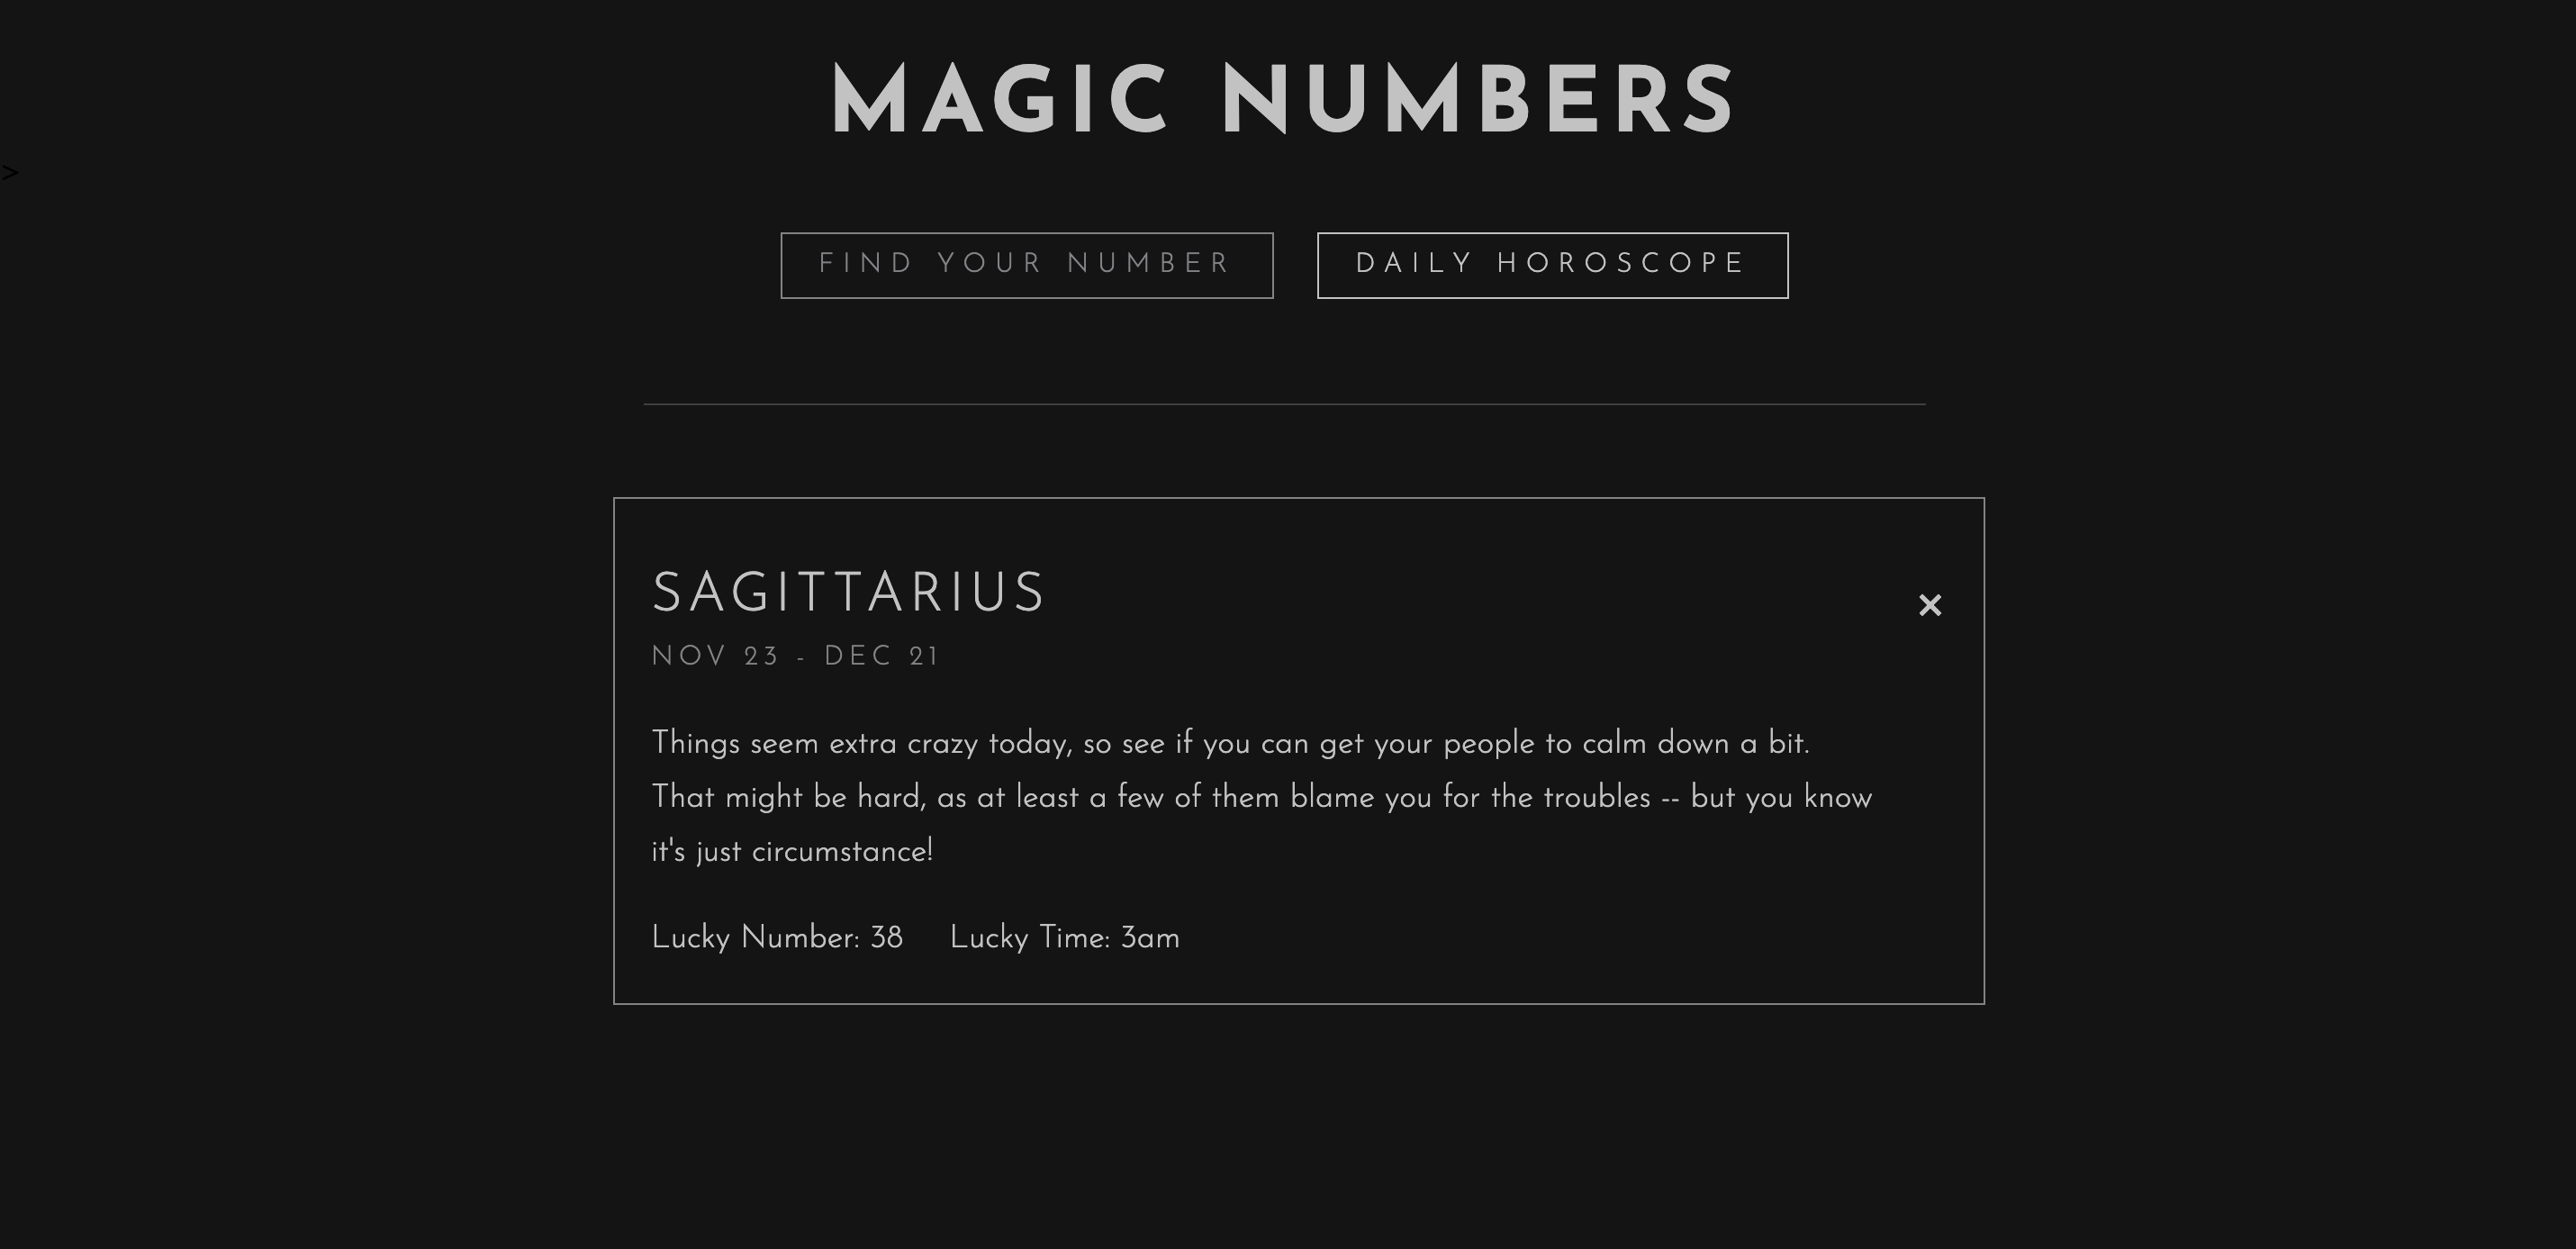 MAGIC NUMBERS
>
FIND YOUR NUMBER
DAILY HOROSCOPE
SAGITTARIUS
×
NOV 23 - DEC 21
Things seem extra crazy today, so see if you can get your people to calm down a bit.
That might be hard, as at least a few of them blame you for the troubles -- but you know
it's just circumstance!
Lucky Number: 38 Lucky Time: 3am